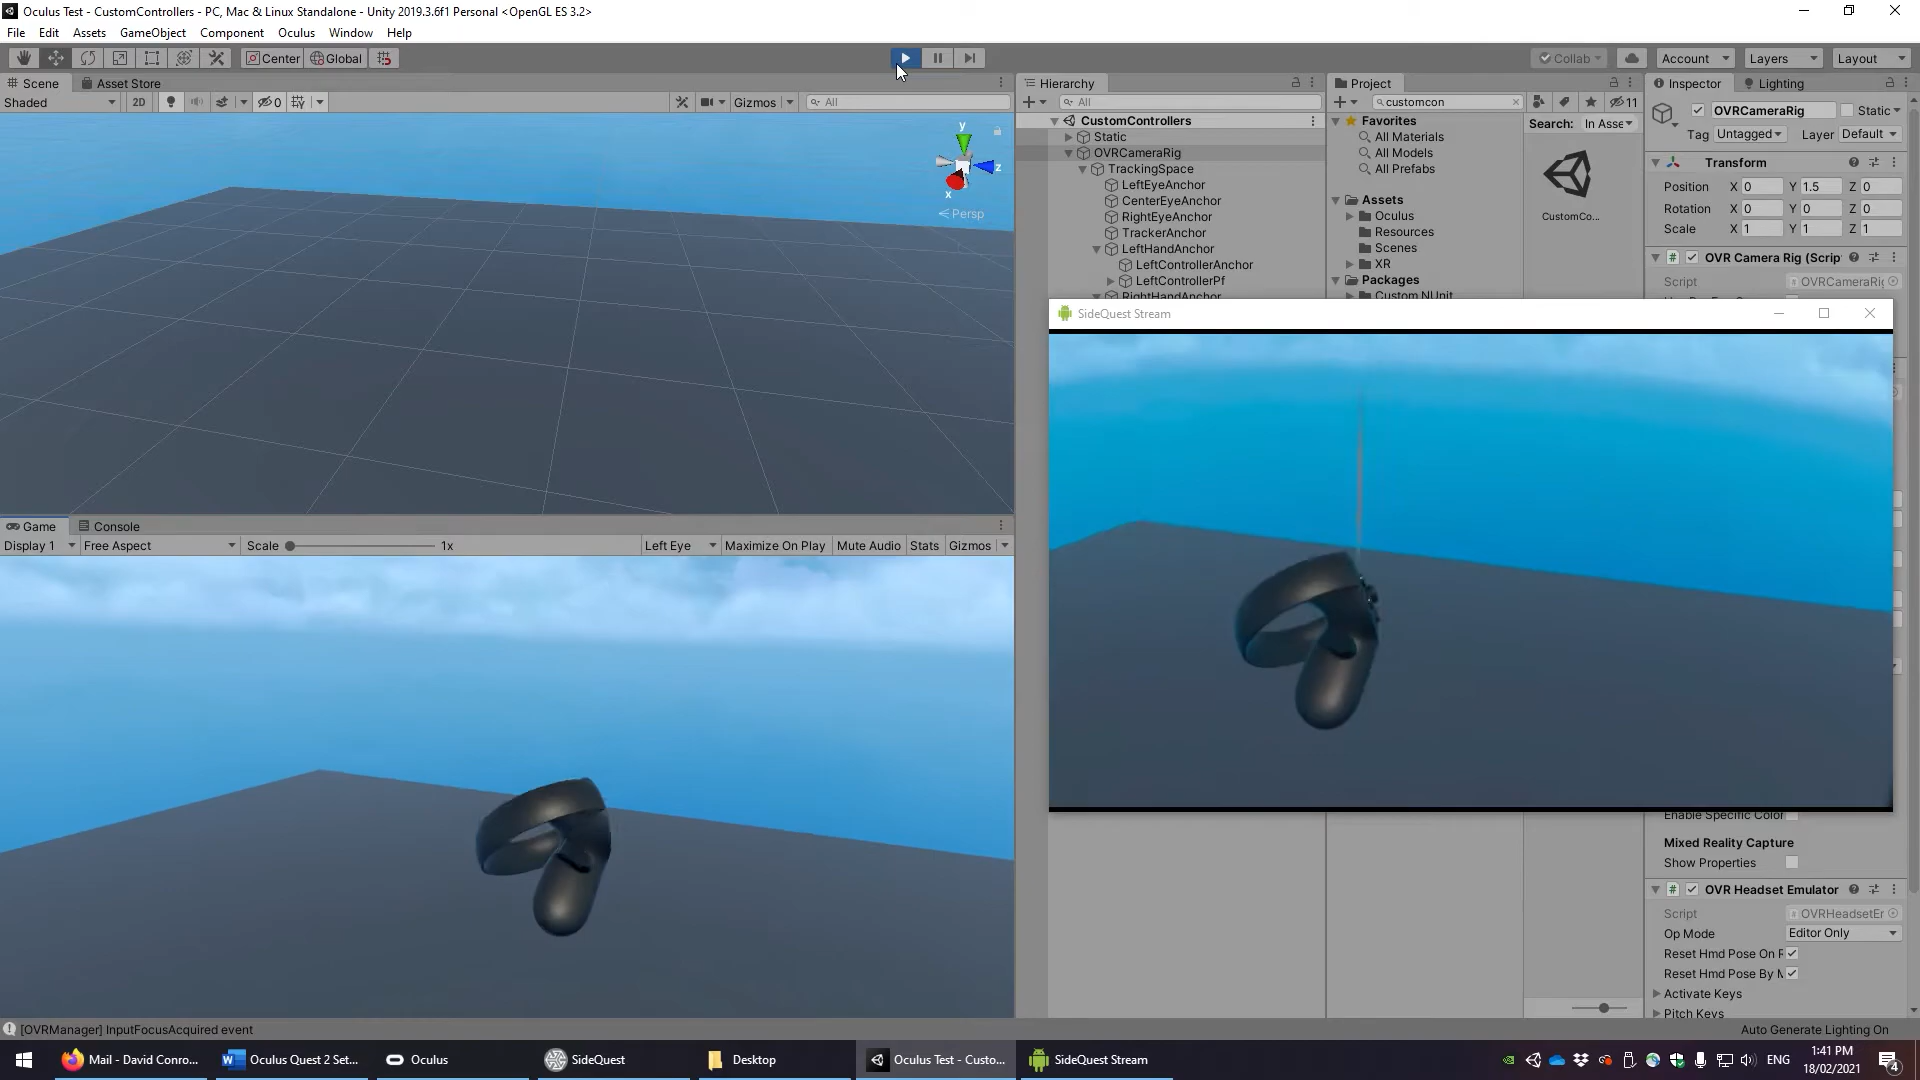 Oculus Test - CustomControllers - PC, Mac & Linux Standalone - Unity 2019.3.6f1 Personal <OpenGL ES 3.2>
File Edit Assets GameObject Component Oculus Window Help
Center Global Collab Account Layers Layout
Scene Asset Store
Shaded 2D 0 Gizmos All
y
z
x
Persp
Game Console
Display 1 Free Aspect Scale 1x Left Eye Maximize On Play Mute Audio Stats Gizmos
Hierarchy
All
CustomControllers
Static
OVRCameraRig
TrackingSpace
LeftEyeAnchor
CenterEyeAnchor
RightEyeAnchor
TrackerAnchor
LeftHandAnchor
LeftControllerAnchor
LeftControllerPf
RightHandAnchor
Project
customcon 11
Favorites
All Materials
All Models
All Prefabs
Assets
Oculus
Resources
Scenes
XR
Packages
Custom NUnit
Search: In Asse
CustomCo...
Inspector Lighting
OVRCameraRig Static
Tag Untagged Layer Default
Transform
Position X 0 Y 1.5 Z 0
Rotation X 0 Y 0 Z 0
Scale X 1 Y 1 Z 1
OVR Camera Rig (Scrip
Script OVRCameraRig
SideQuest Stream
Enable Specific Color
Mixed Reality Capture
Show Properties
OVR Headset Emulator
Script OVRHeadsetEr
Op Mode Editor Only
Reset Hmd Pose On F
Reset Hmd Pose By M
Activate Keys
Pitch Keys
[OVRManager] InputFocusAcquired event
Auto Generate Lighting On
Mail - David Conro... Oculus Quest 2 Set... Oculus SideQuest Desktop Oculus Test - Custo... SideQuest Stream ENG 1:41 PM
18/02/2021
4